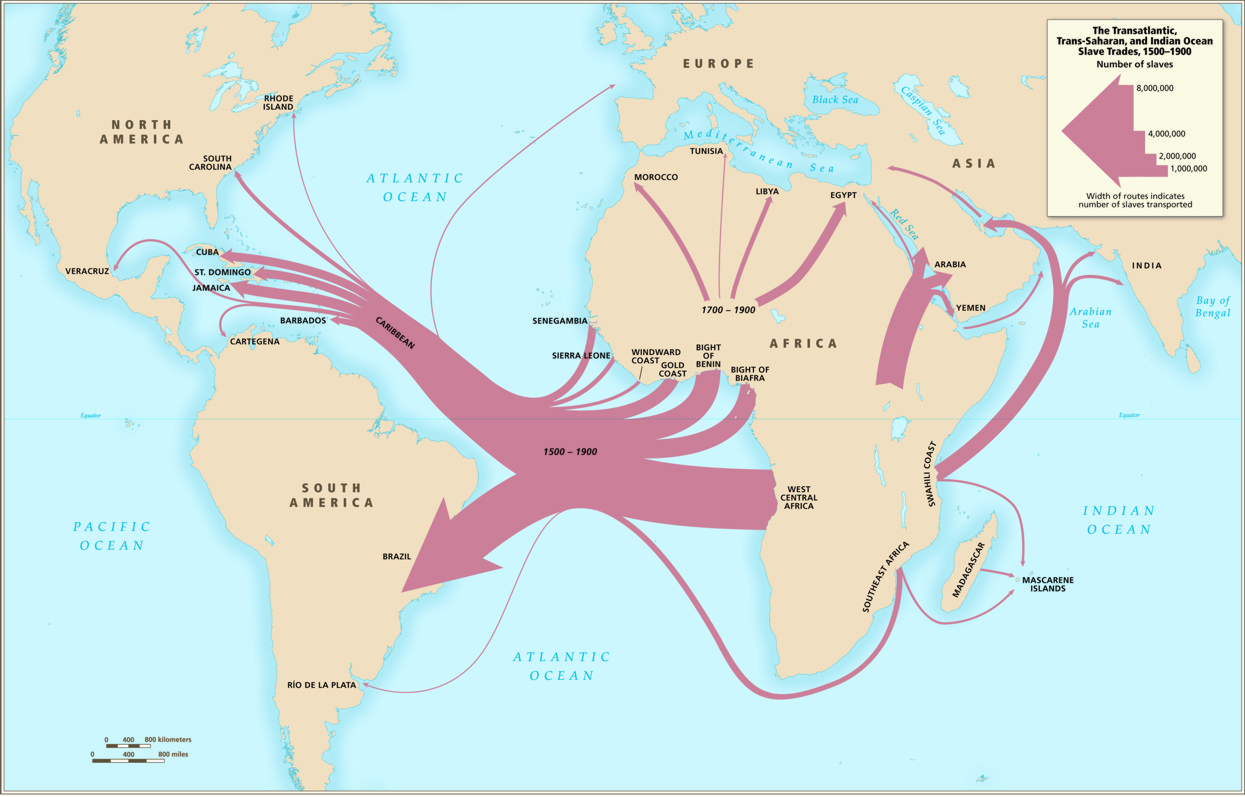 The Transatlantic,
Trans-Saharan, and Indian Ocean
Slave Trades, 1500–1900
Number of slaves
8,000,000
4,000,000
2,000,000
1,000,000
Width of routes indicates
number of slaves transported
EUROPE
Black Sea
Caspian Sea
Mediterranean Sea
ASIA
NORTH
AMERICA
RHODE
ISLAND
SOUTH
CAROLINA
ATLANTIC
OCEAN
TUNISIA
MOROCCO
LIBYA
EGYPT
Red Sea
CUBA
ST. DOMINGO
VERACRUZ
JAMAICA
ARABIA
INDIA
BARBADOS
CARIBBEAN
CARTEGENA
1700 – 1900
YEMEN
Arabian
Sea
Bay of
Bengal
SENEGAMBIA
SIERRA LEONE
WINDWARD
COAST
GOLD
COAST
BIGHT
OF
BENIN
BIGHT OF
BIAFRA
AFRICA
Equator
Equator
1500 – 1900
SOUTH
AMERICA
WEST
CENTRAL
AFRICA
SWAHILI COAST
PACIFIC
OCEAN
INDIAN
OCEAN
BRAZIL
SOUTHEAST AFRICA
MADAGASCAR
MASCARENE
ISLANDS
ATLANTIC
OCEAN
RÍO DE LA PLATA
0 400 800 kilometers
0 400 800 miles